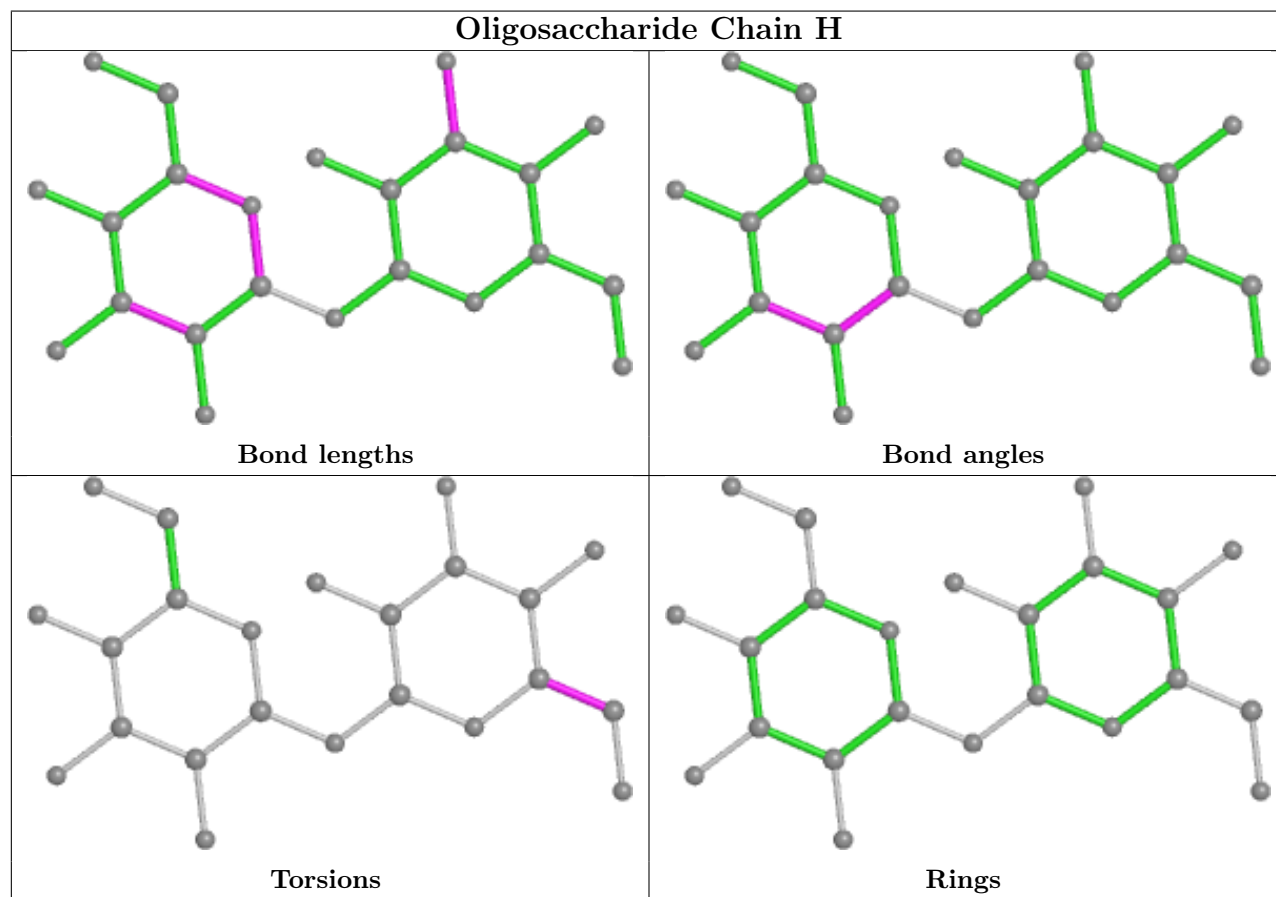 Oligosaccharide Chain H
Bond lengths
Bond angles
Torsions
Rings